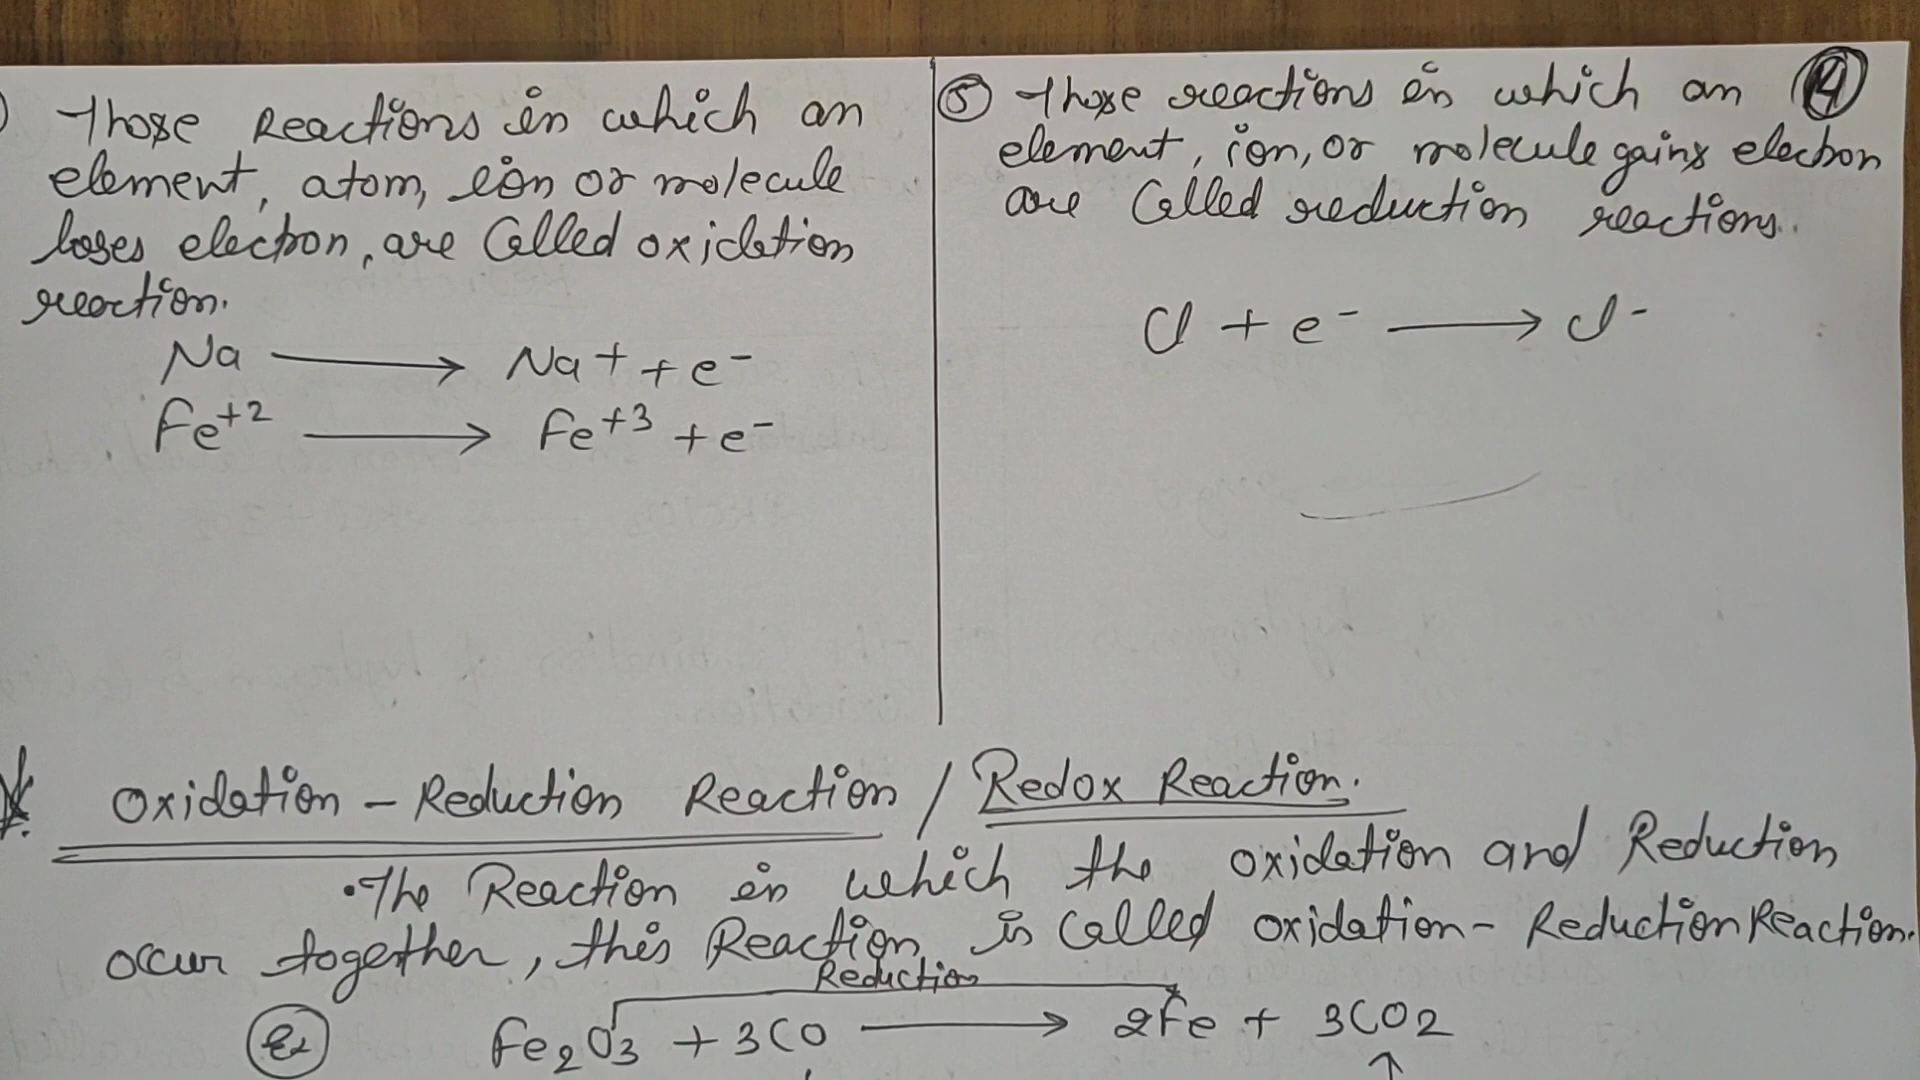 Those Reactions in which an
element, atom, ion or molecule
loses electron, are Called oxidation
reaction.
Na ⟶ Na+ + e-
Fe+2 ⟶ Fe+3 + e-
⑤ Those reactions in which an
element, ion, or molecule gains electron
are Called reduction reactions.
Cl + e- ⟶ Cl-
④
Oxidation - Reduction Reaction / Redox Reaction.
• The Reaction in which the oxidation and Reduction
occur together, this Reaction is Called oxidation - Reduction Reaction.
Reduction
Ex Fe2O3 + 3CO ⟶ 2Fe + 3CO2